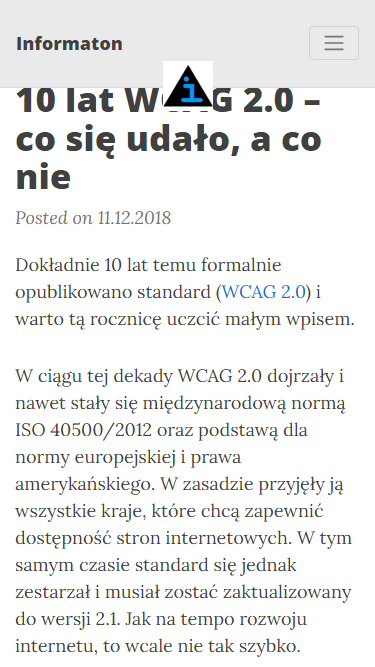 Informaton
i
10 lat WCAG 2.0 –
co się udało, a co
nie
Posted on 11.12.2018
Dokładnie 10 lat temu formalnie
opublikowano standard (WCAG 2.0) i
warto tą rocznicę uczcić małym wpisem.
W ciągu tej dekady WCAG 2.0 dojrzały i
nawet stały się międzynarodową normą
ISO 40500/2012 oraz podstawą dla
normy europejskiej i prawa
amerykańskiego. W zasadzie przyjęły ją
wszystkie kraje, które chcą zapewnić
dostępność stron internetowych. W tym
samym czasie standard się jednak
zestarzał i musiał zostać zaktualizowany
do wersji 2.1. Jak na tempo rozwoju
internetu, to wcale nie tak szybko.